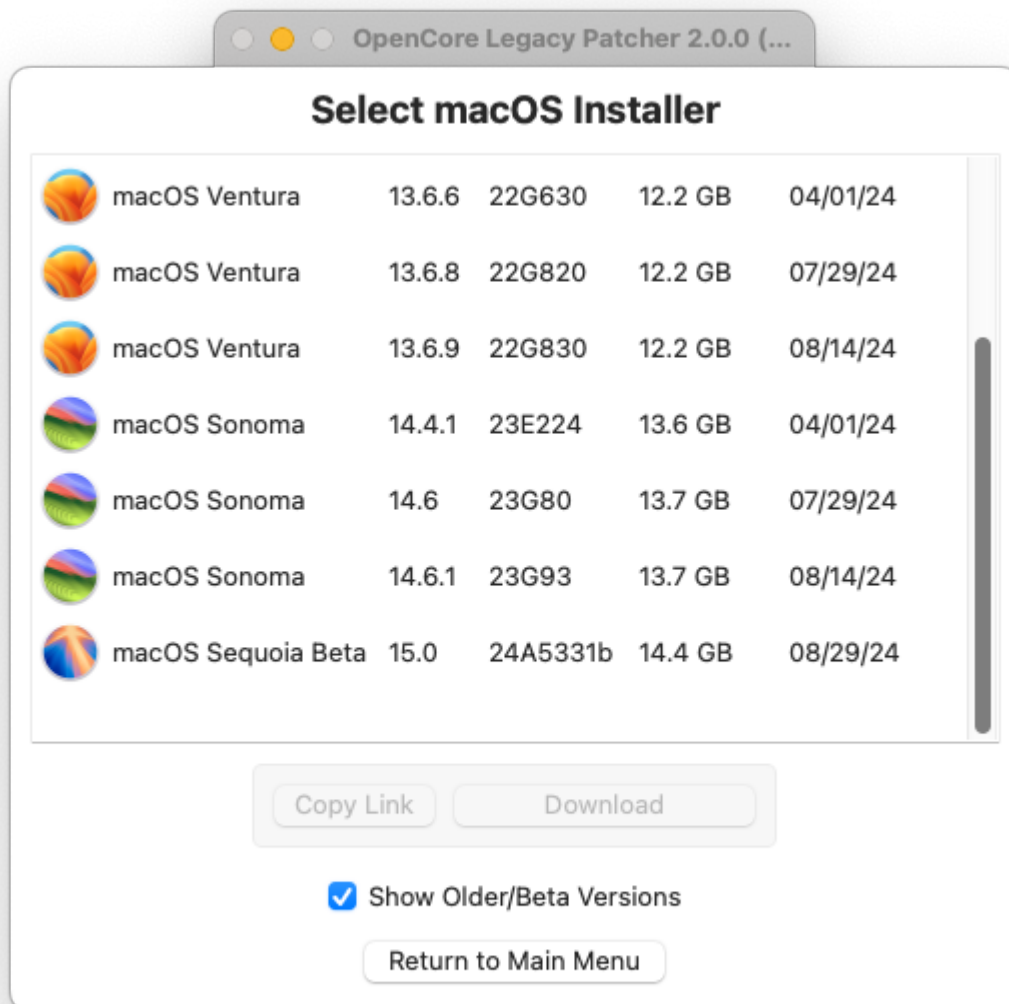 OpenCore Legacy Patcher 2.0.0 (...
Select macOS Installer
macOS Ventura 13.6.6 22G630 12.2 GB 04/01/24
macOS Ventura 13.6.8 22G820 12.2 GB 07/29/24
macOS Ventura 13.6.9 22G830 12.2 GB 08/14/24
macOS Sonoma 14.4.1 23E224 13.6 GB 04/01/24
macOS Sonoma 14.6 23G80 13.7 GB 07/29/24
macOS Sonoma 14.6.1 23G93 13.7 GB 08/14/24
macOS Sequoia Beta 15.0 24A5331b 14.4 GB 08/29/24
Copy Link Download
Show Older/Beta Versions
Return to Main Menu